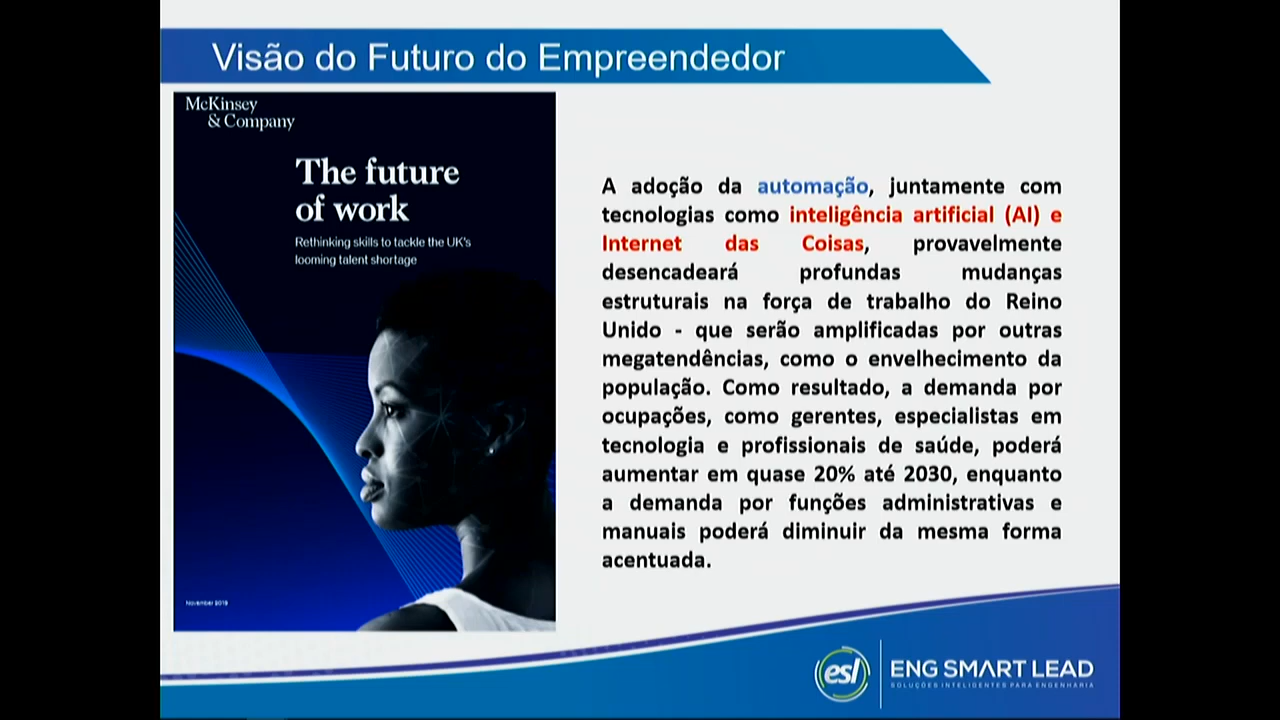 Visão do Futuro do Empreendedor
McKinsey
& Company
The future
of work
Rethinking skills to tackle the UK's
looming talent shortage
November 2019
A adoção da automação, juntamente com
tecnologias como inteligência artificial (AI) e
Internet das Coisas, provavelmente
desencadeará profundas mudanças
estruturais na força de trabalho do Reino
Unido - que serão amplificadas por outras
megatendências, como o envelhecimento da
população. Como resultado, a demanda por
ocupações, como gerentes, especialistas em
tecnologia e profissionais de saúde, poderá
aumentar em quase 20% até 2030, enquanto
a demanda por funções administrativas e
manuais poderá diminuir da mesma forma
acentuada.
esl
ENG SMART LEAD
SOLUÇÕES INTELIGENTES PARA ENGENHARIA